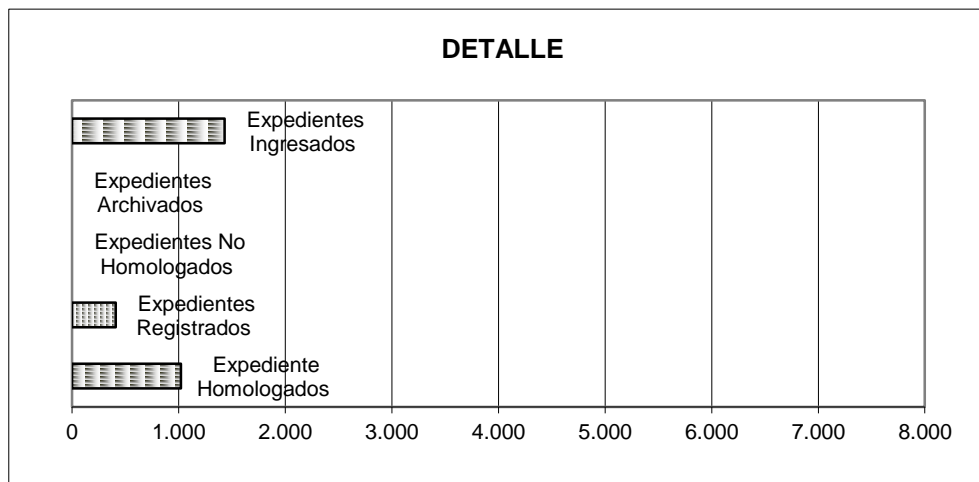 DETALLE
Expedientes
Ingresados
Expedientes
Archivados
Expedientes No
Homologados
Expedientes
Registrados
Expediente
Homologados
0 1.000 2.000 3.000 4.000 5.000 6.000 7.000 8.000